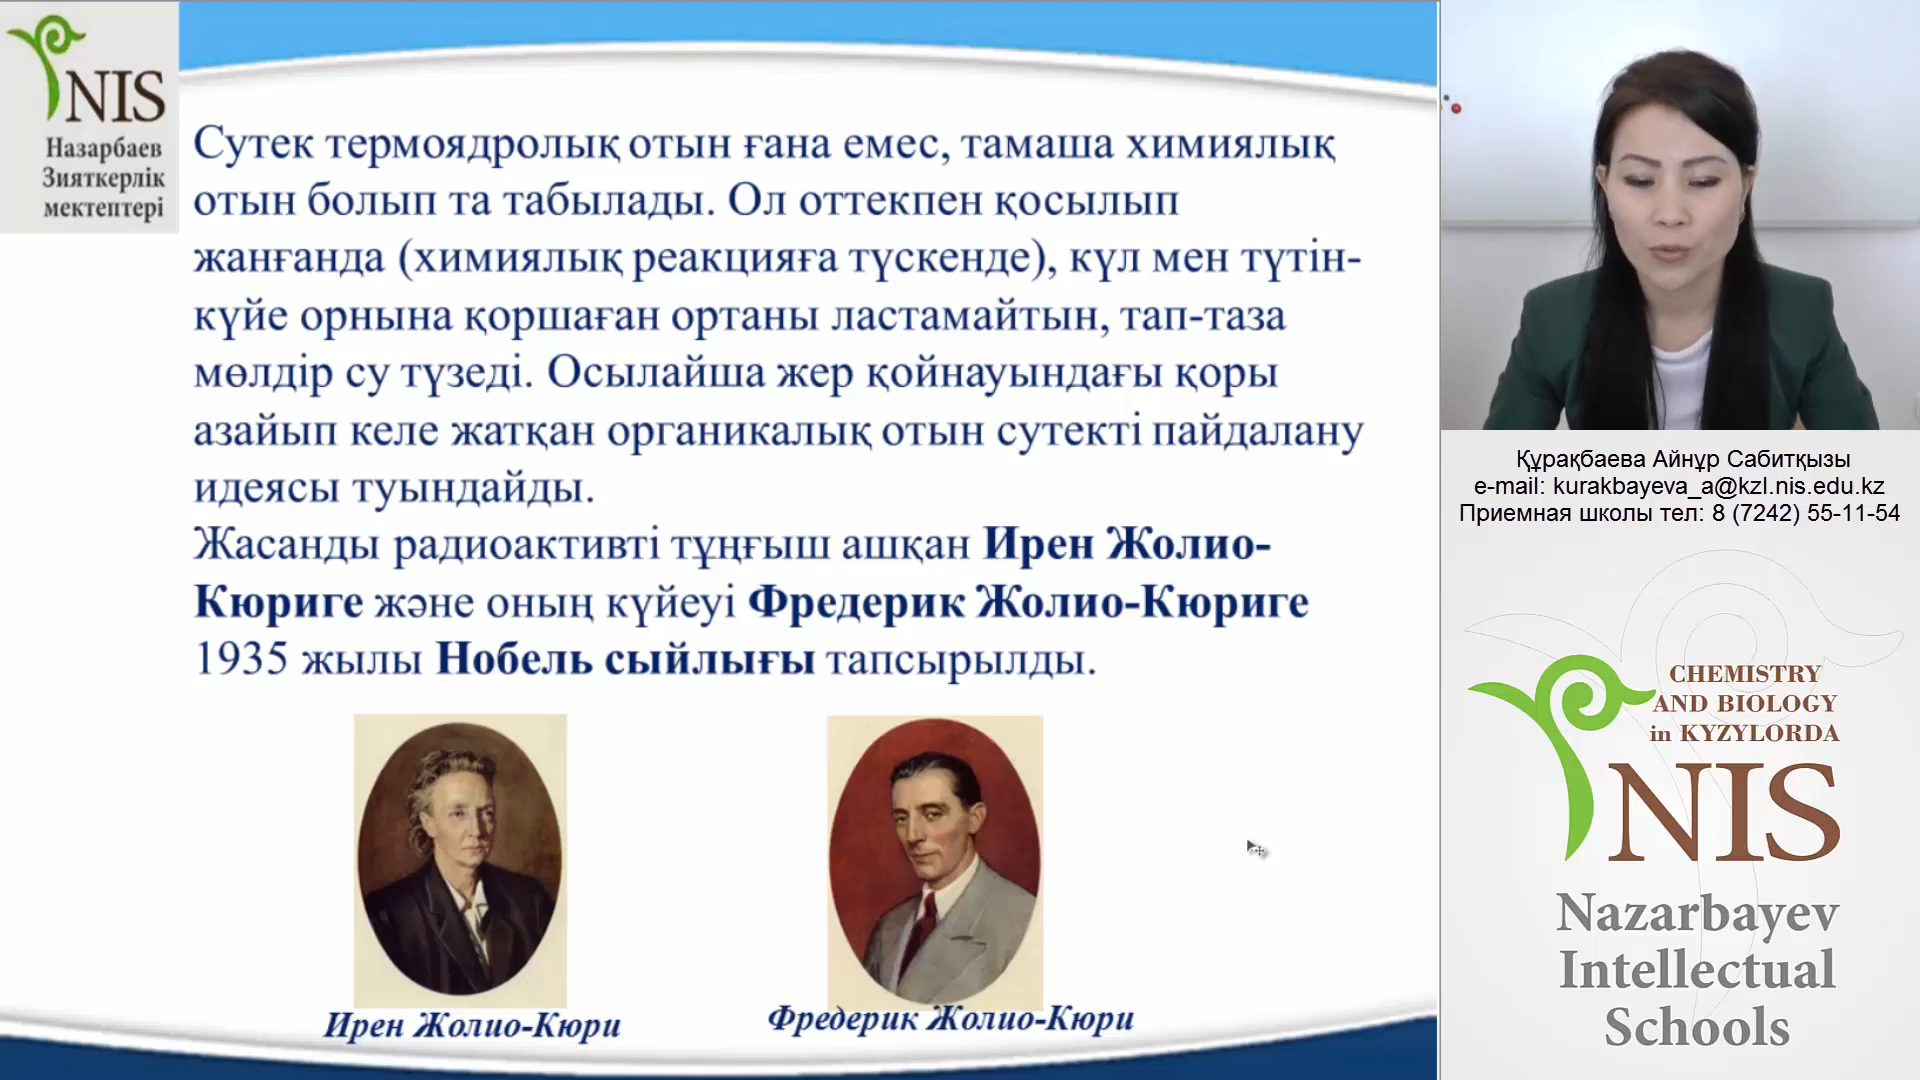 NIS
Назарбаев
Зияткерлік
мектептері
Сутек термоядролық отын ғана емес, тамаша химиялық
отын болып та табылады. Ол оттекпен қосылып
жанғанда (химиялық реакцияға түскенде), күл мен түтін-
күйе орнына қоршаған ортаны ластамайтын, тап-таза
мөлдір су түзеді. Осылайша жер қойнауындағы қоры
азайып келе жатқан органикалық отын сутекті пайдалану
идеясы туындайды.
Жасанды радиоактивті тұңғыш ашқан Ирен Жолио-
Кюриге және оның күйеуі Фредерик Жолио-Кюриге
1935 жылы Нобель сыйлығы тапсырылды.
Ирен Жолио-Кюри
Фредерик Жолио-Кюри
Құрақбаева Айнұр Сабитқызы
e-mail: kurakbayeva_a@kzl.nis.edu.kz
Приемная школы тел: 8 (7242) 55-11-54
CHEMISTRY
AND BIOLOGY
in KYZYLORDA
NIS
Nazarbayev
Intellectual
Schools